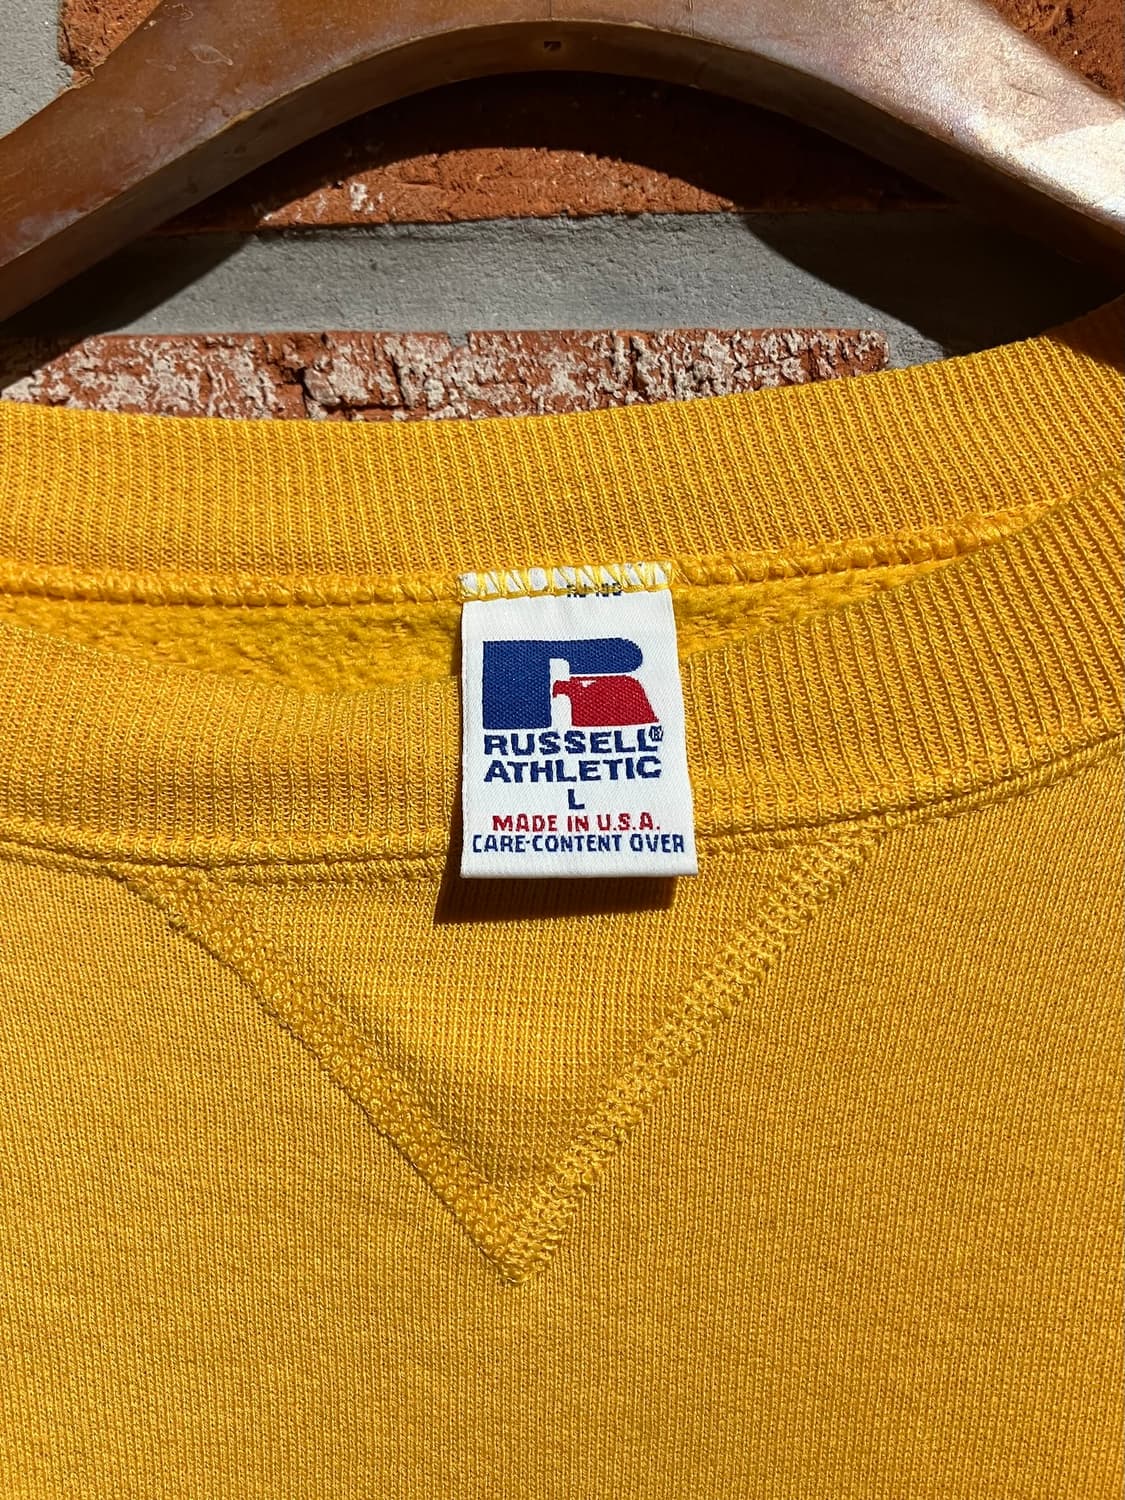 RUSSELL®
ATHLETIC
L
MADE IN U.S.A.
CARE-CONTENT OVER